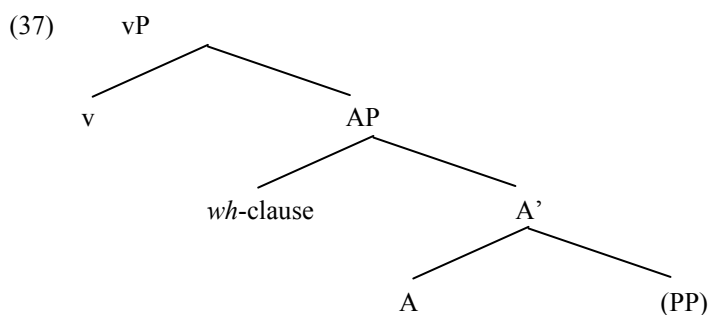 (37) vP
v AP
wh-clause A’
A (PP)